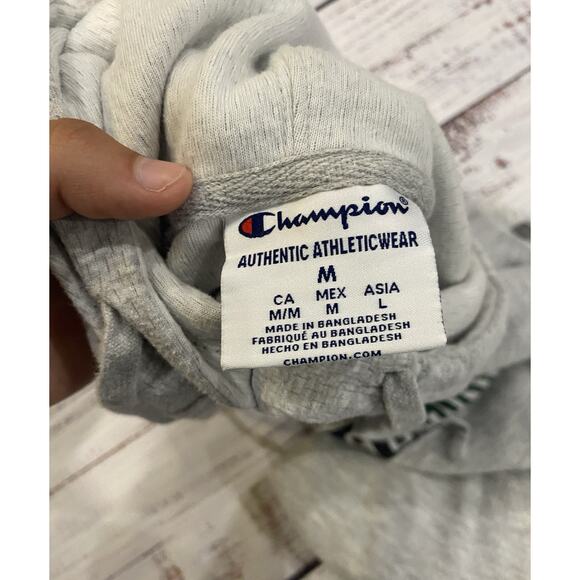 Champion®
AUTHENTIC ATHLETICWEAR
M
CA MEX ASIA
M/M M L
MADE IN BANGLADESH
FABRIQUÉ AU BANGLADESH
HECHO EN BANGLADESH
CHAMPION.COM